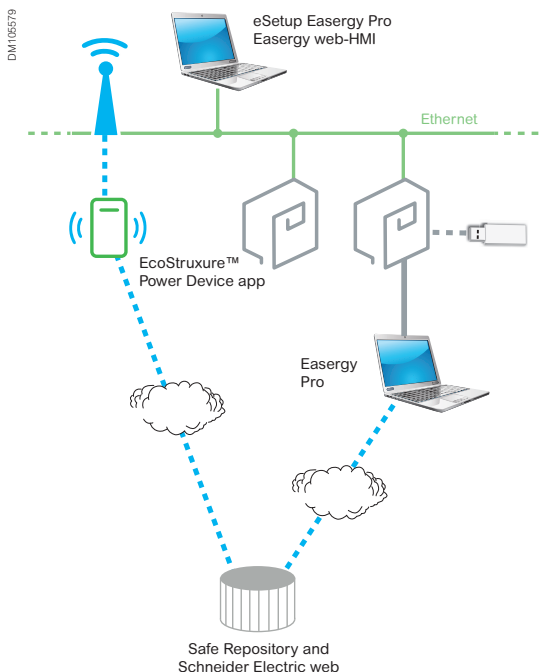 DM105579
eSetup Easergy Pro
Easergy web-HMI
Ethernet
EcoStruxure™
Power Device app
Easergy
Pro
Safe Repository and
Schneider Electric web